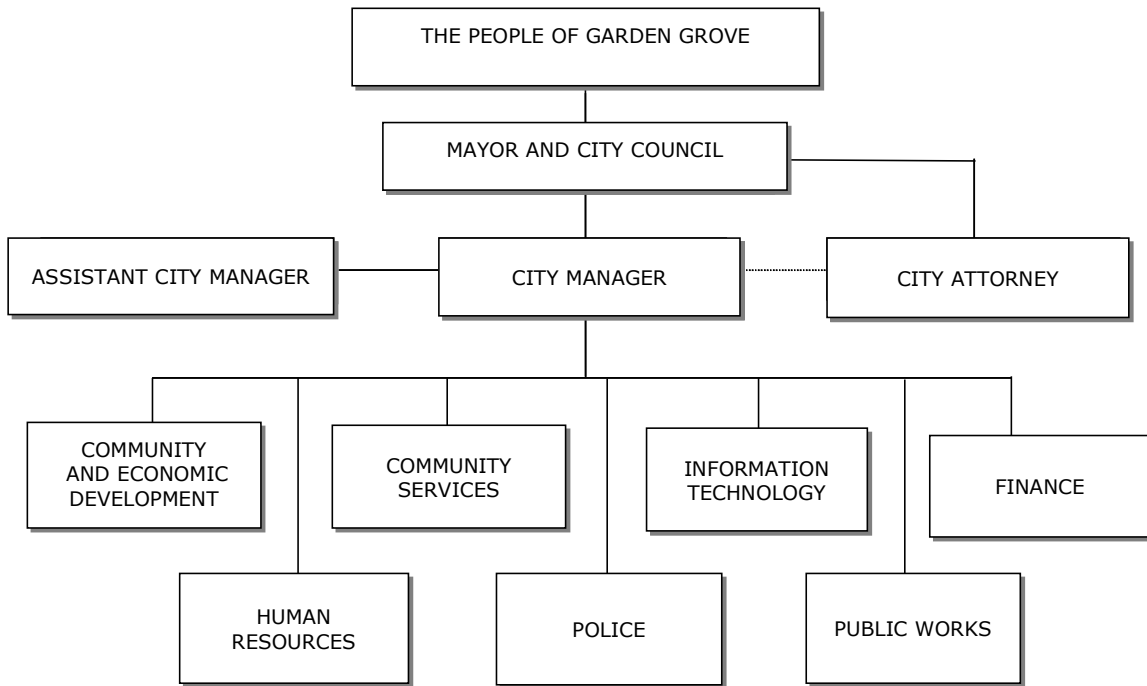 THE PEOPLE OF GARDEN GROVE
MAYOR AND CITY COUNCIL
ASSISTANT CITY MANAGER
CITY MANAGER
CITY ATTORNEY
COMMUNITY
AND ECONOMIC
DEVELOPMENT
COMMUNITY
SERVICES
INFORMATION
TECHNOLOGY
FINANCE
HUMAN
RESOURCES
POLICE
PUBLIC WORKS